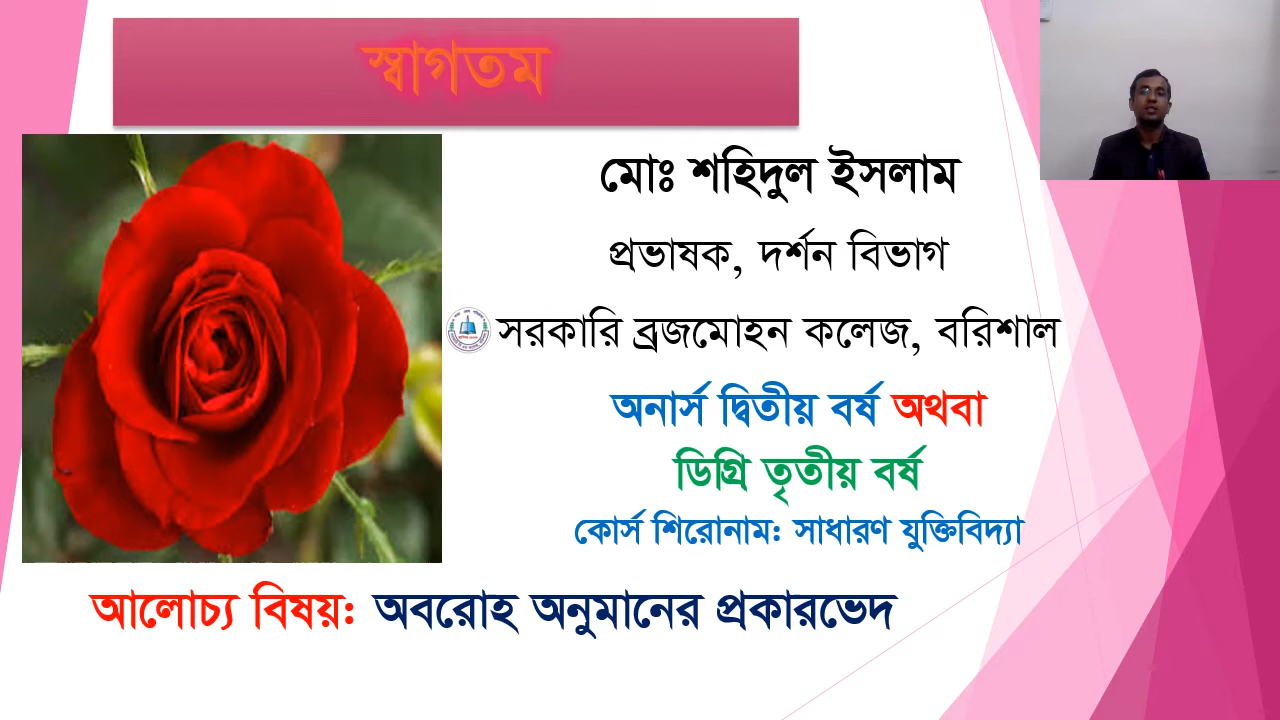 স্বাগতম
মোঃ শহিদুল ইসলাম
প্রভাষক, দর্শন বিভাগ
সরকারি ব্রজমোহন কলেজ, বরিশাল
অনার্স দ্বিতীয় বর্ষ অথবা
ডিগ্রি তৃতীয় বর্ষ
কোর্স শিরোনাম: সাধারণ যুক্তিবিদ্যা
আলোচ্য বিষয়: অবরোহ অনুমানের প্রকারভেদ